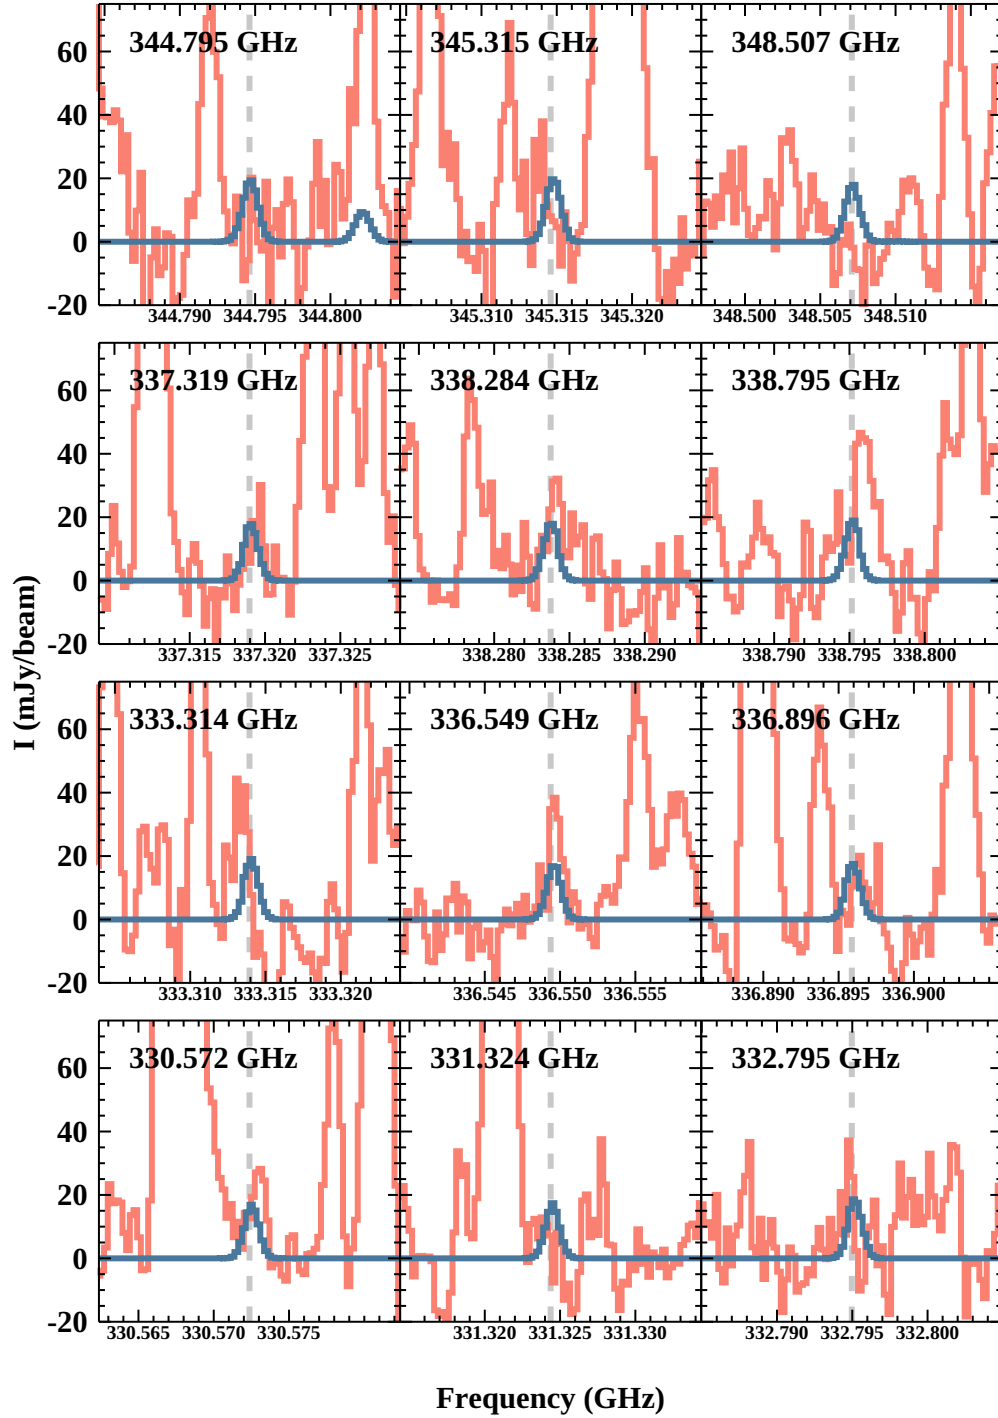 344.795 GHz 345.315 GHz 348.507 GHz
60
40
20
0
-20
344.790 344.795 344.800 345.310 345.315 345.320 348.500 348.505 348.510
337.319 GHz 338.284 GHz 338.795 GHz
60
40
20
0
-20
337.315 337.320 337.325 338.280 338.285 338.290 338.790 338.795 338.800
I (mJy/beam)
333.314 GHz 336.549 GHz 336.896 GHz
60
40
20
0
-20
333.310 333.315 333.320 336.545 336.550 336.555 336.890 336.895 336.900
330.572 GHz 331.324 GHz 332.795 GHz
60
40
20
0
-20
330.565 330.570 330.575 331.320 331.325 331.330 332.790 332.795 332.800
Frequency (GHz)